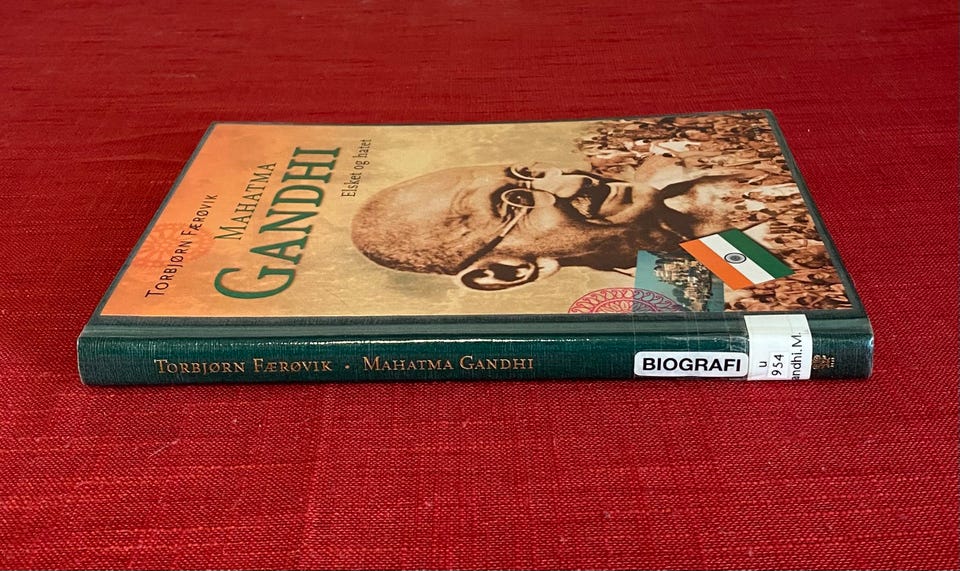 TORBJØRN FÆRØVIK
MAHATMA
GANDHI
Elsket og hatet
TORBJØRN FÆRØVIK · MAHATMA GANDHI
BIOGRAFI
u
954
andhi.M.